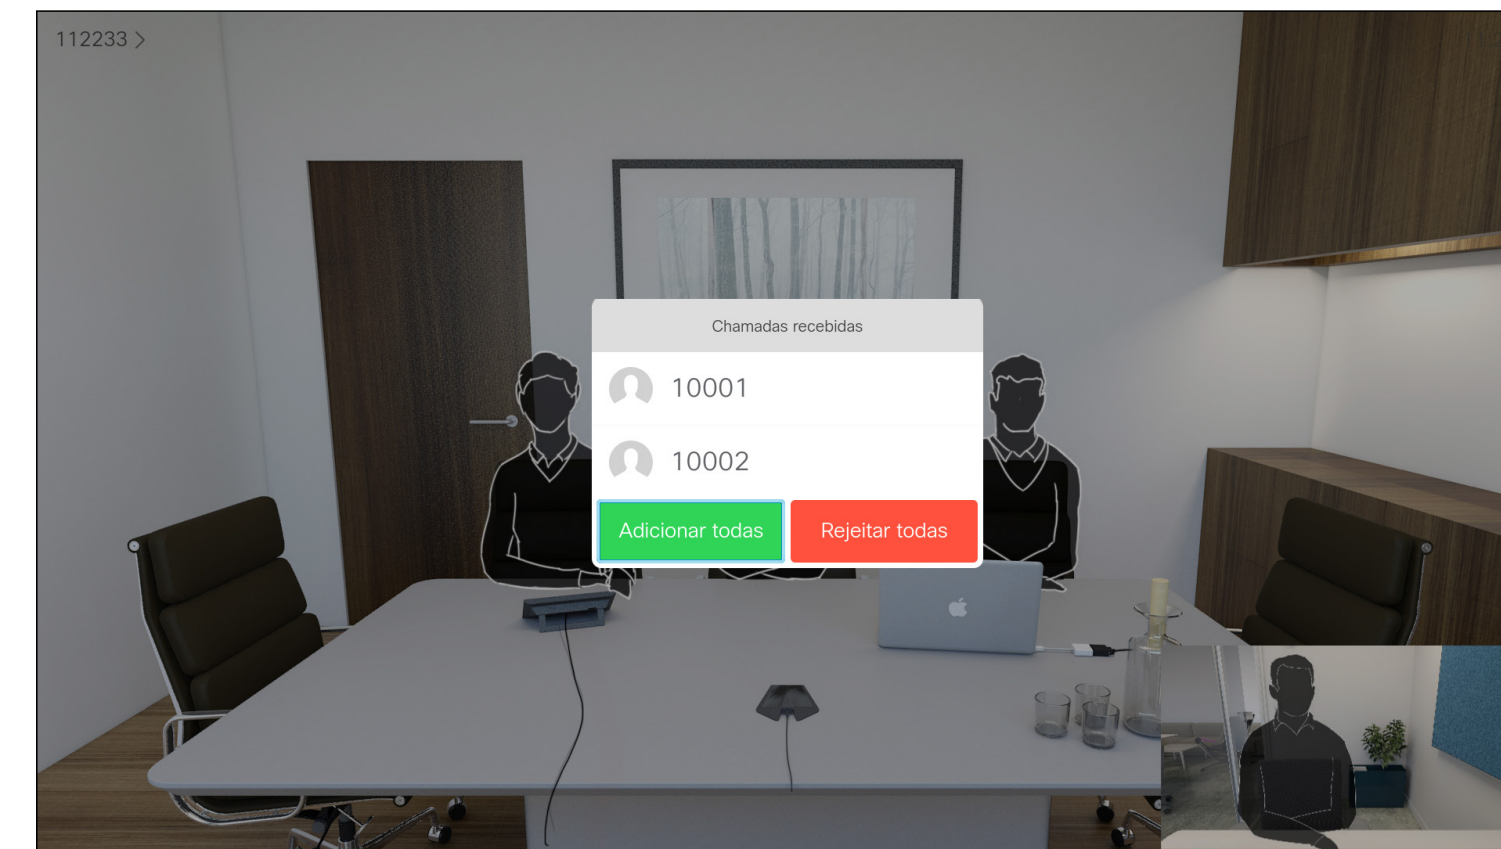 112233 >
Chamadas recebidas
10001
10002
Adicionar todas
Rejeitar todas